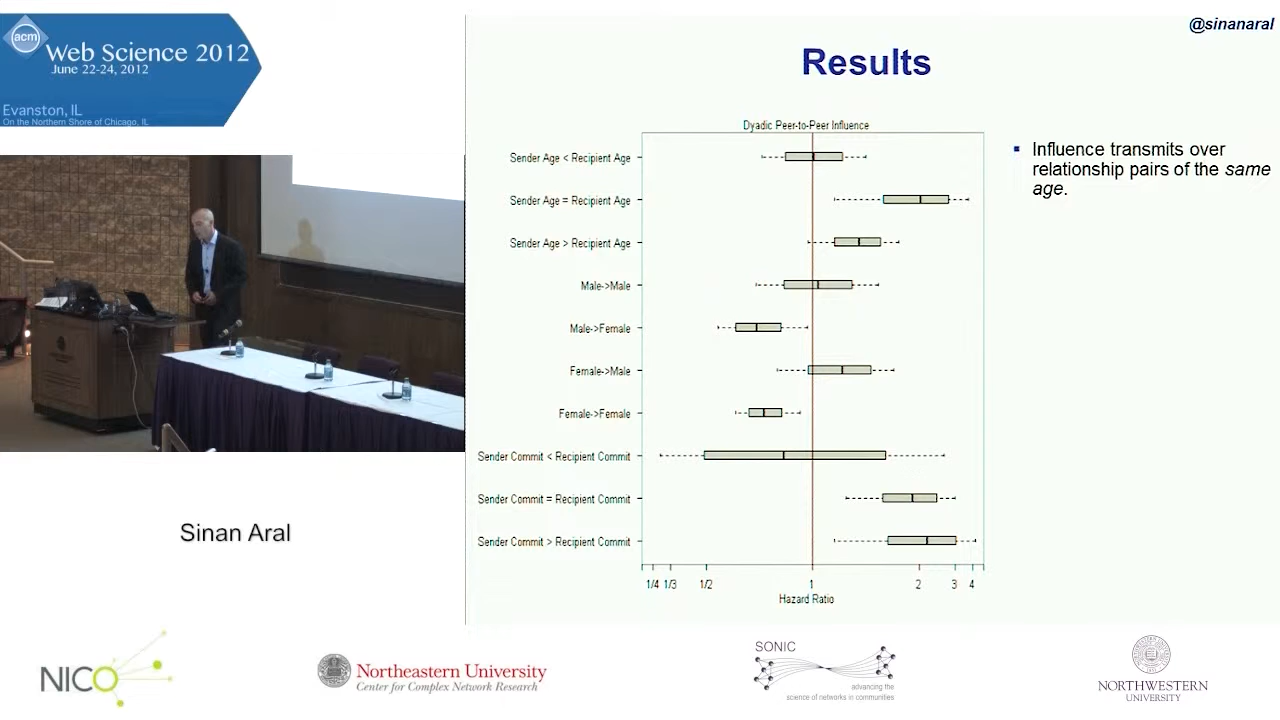 acm
Web Science 2012
June 22-24, 2012
Evanston, IL
On the Northern Shore of Chicago, IL
@sinanaral
Results
Dyadic Peer-to-Peer Influence
Sender Age < Recipient Age
Sender Age = Recipient Age
Sender Age > Recipient Age
Male->Male
Male->Female
Female->Male
Female->Female
Sender Commit < Recipient Commit
Sender Commit = Recipient Commit
Sender Commit > Recipient Commit
1/4 1/3 1/2 1 2 3 4
Hazard Ratio
Influence transmits over
relationship pairs of the same
age.
Sinan Aral
NICO
Northeastern University
Center for Complex Network Research
SONIC
advancing the
science of networks in communities
NORTHWESTERN
UNIVERSITY